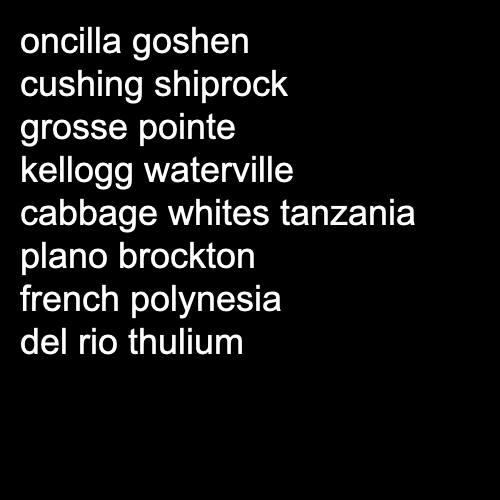 oncilla goshen
cushing shiprock
grosse pointe
kellogg waterville
cabbage whites tanzania
plano brockton
french polynesia
del rio thulium